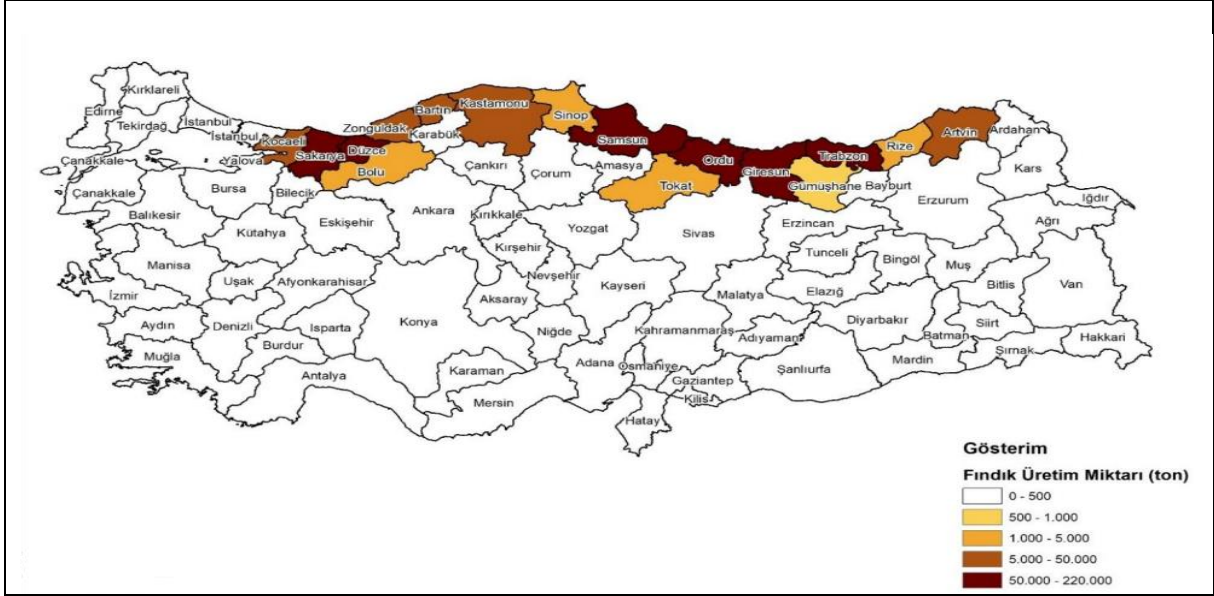 Kırklareli
Edirne
Tekirdağ
İstanbul
İstanbul
Kocaeli
Yalova
Sakarya
Düzce
Zonguldak
Bartın
Kastamonu
Karabük
Sinop
Samsun
Ordu
Giresun
Trabzon
Rize
Artvin
Ardahan
Çanakkale
Çanakkale
Bursa
Bilecik
Bolu
Çankırı
Çorum
Amasya
Tokat
Gümüşhane
Bayburt
Kars
Erzurum
Iğdır
Ağrı
Balıkesir
Kütahya
Eskişehir
Ankara
Kırıkkale
Yozgat
Sivas
Erzincan
Tunceli
Bingöl
Muş
Kırşehir
Manisa
Uşak
Afyonkarahisar
Nevşehir
Kayseri
Malatya
Elazığ
Bitlis
Van
İzmir
Aksaray
Konya
Aydın
Denizli
Isparta
Niğde
Kahramanmaraş
Adıyaman
Diyarbakır
Batman
Siirt
Şırnak
Hakkari
Muğla
Burdur
Antalya
Karaman
Mersin
Adana
Osmaniye
Gaziantep
Kilis
Şanlıurfa
Mardin
Hatay
Gösterim
Fındık Üretim Miktarı (ton)
0 - 500
500 - 1.000
1.000 - 5.000
5.000 - 50.000
50.000 - 220.000